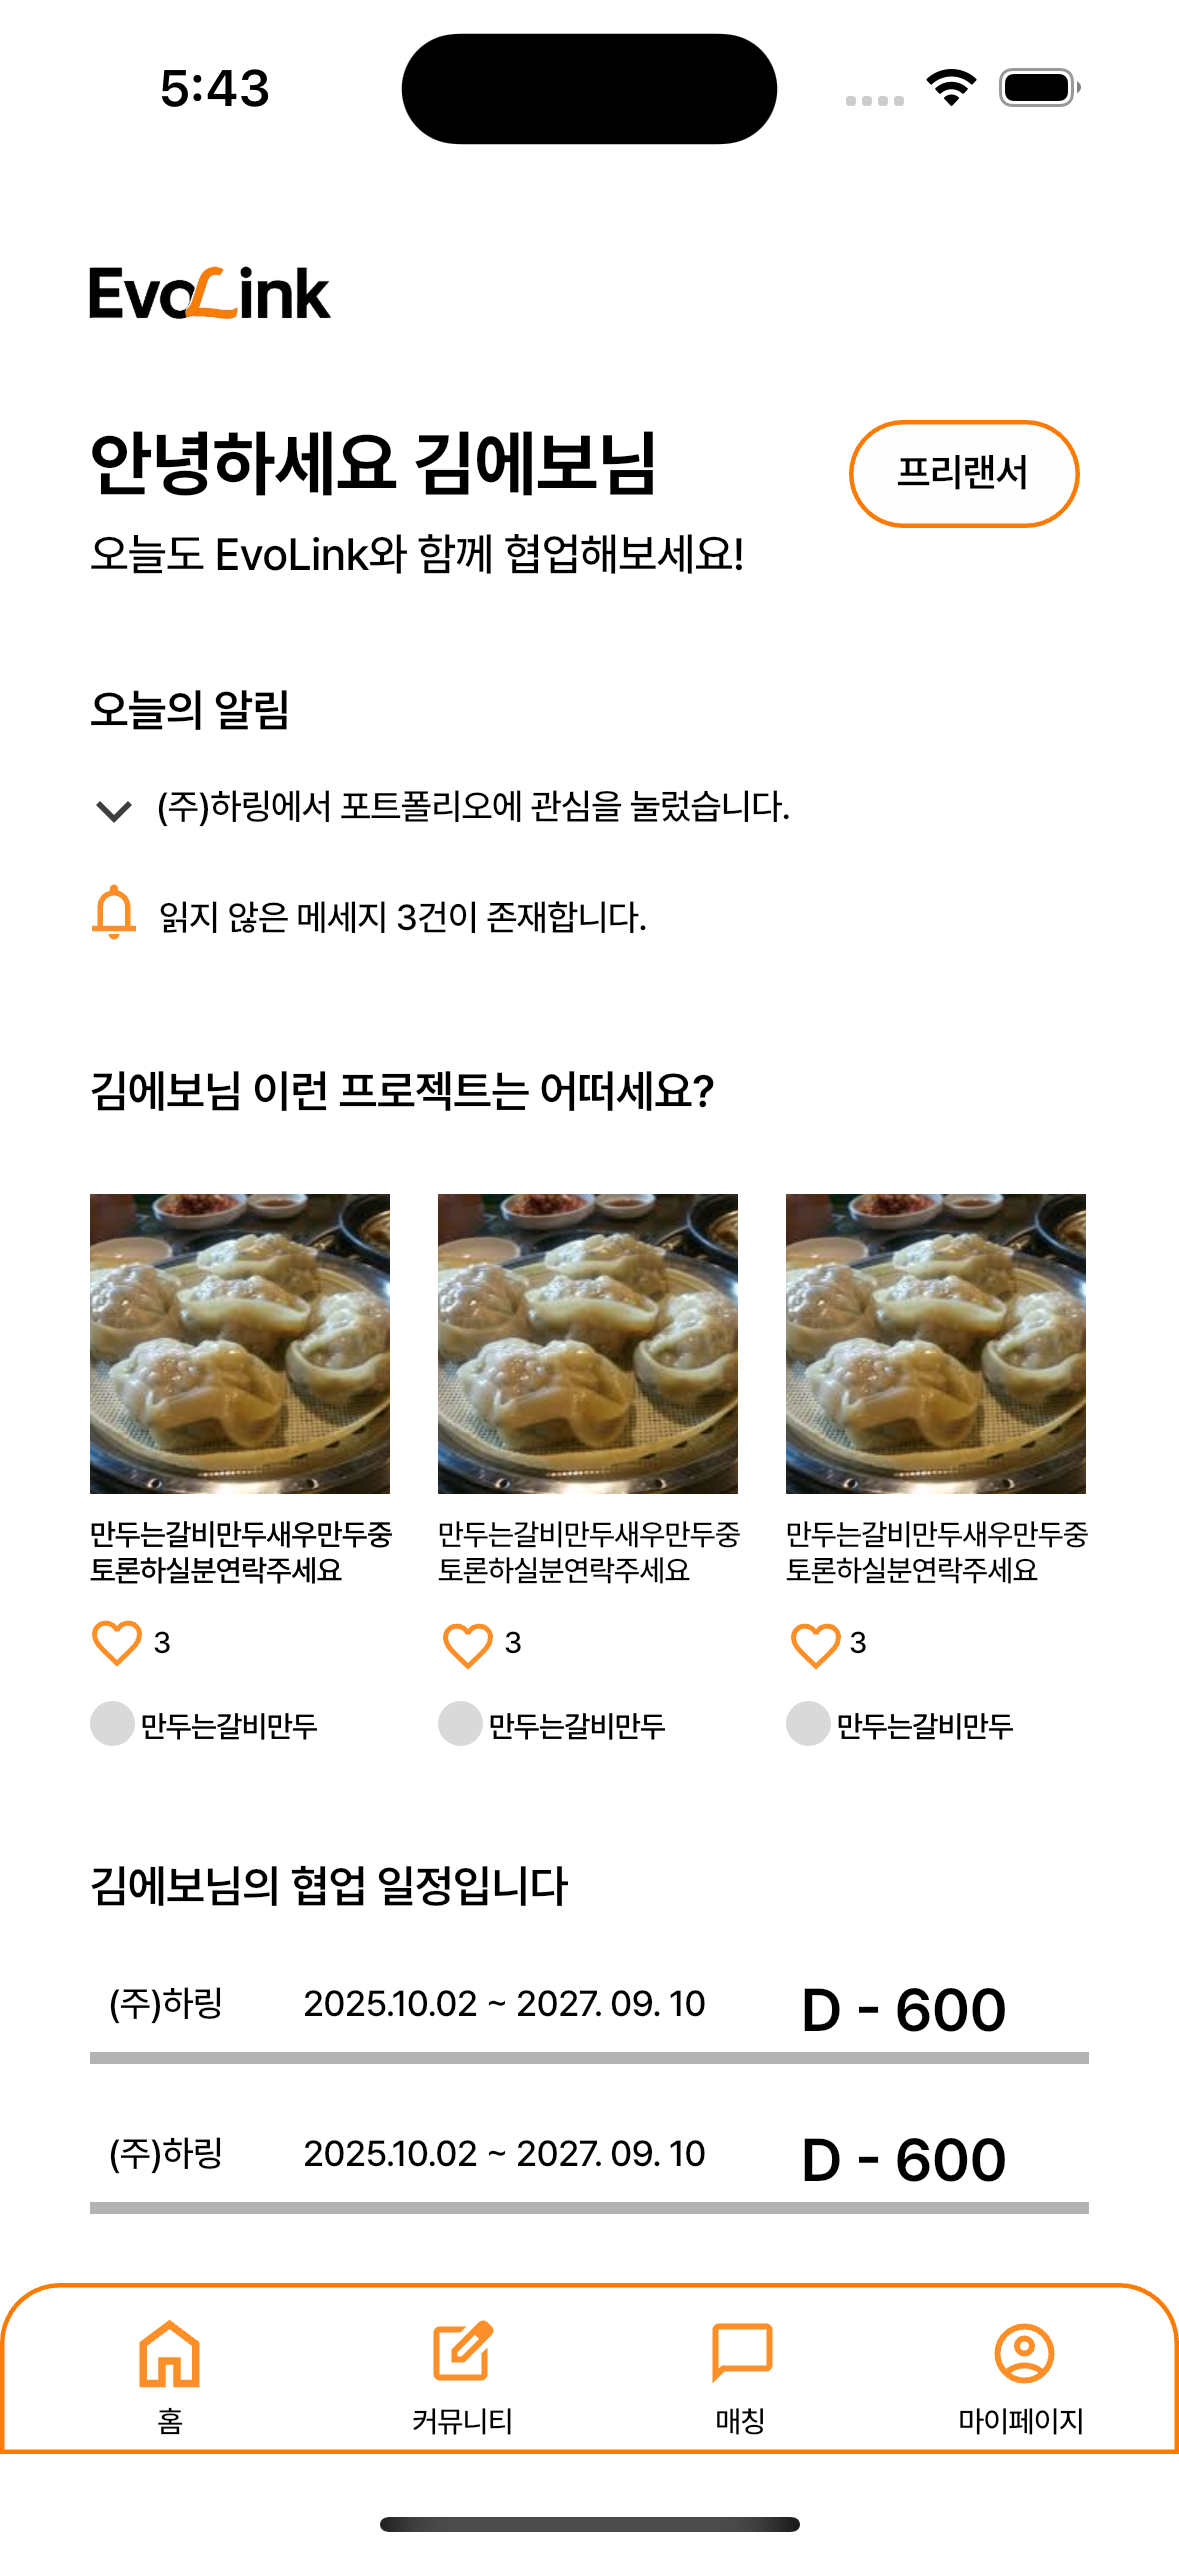 5:43
EvoLink
안녕하세요 김에보님
프리랜서
오늘도 EvoLink와 함께 협업해보세요!
오늘의 알림
(주)하링에서 포트폴리오에 관심을 눌렀습니다.
읽지 않은 메세지 3건이 존재합니다.
김에보님 이런 프로젝트는 어떠세요?
만두는갈비만두새우만두중
토론하실분연락주세요
3
만두는갈비만두
만두는갈비만두새우만두중
토론하실분연락주세요
3
만두는갈비만두
만두는갈비만두새우만두중
토론하실분연락주세요
3
만두는갈비만두
김에보님의 협업 일정입니다
(주)하링 2025.10.02 ~ 2027. 09. 10 D - 600
(주)하링 2025.10.02 ~ 2027. 09. 10 D - 600
홈 커뮤니티 매칭 마이페이지